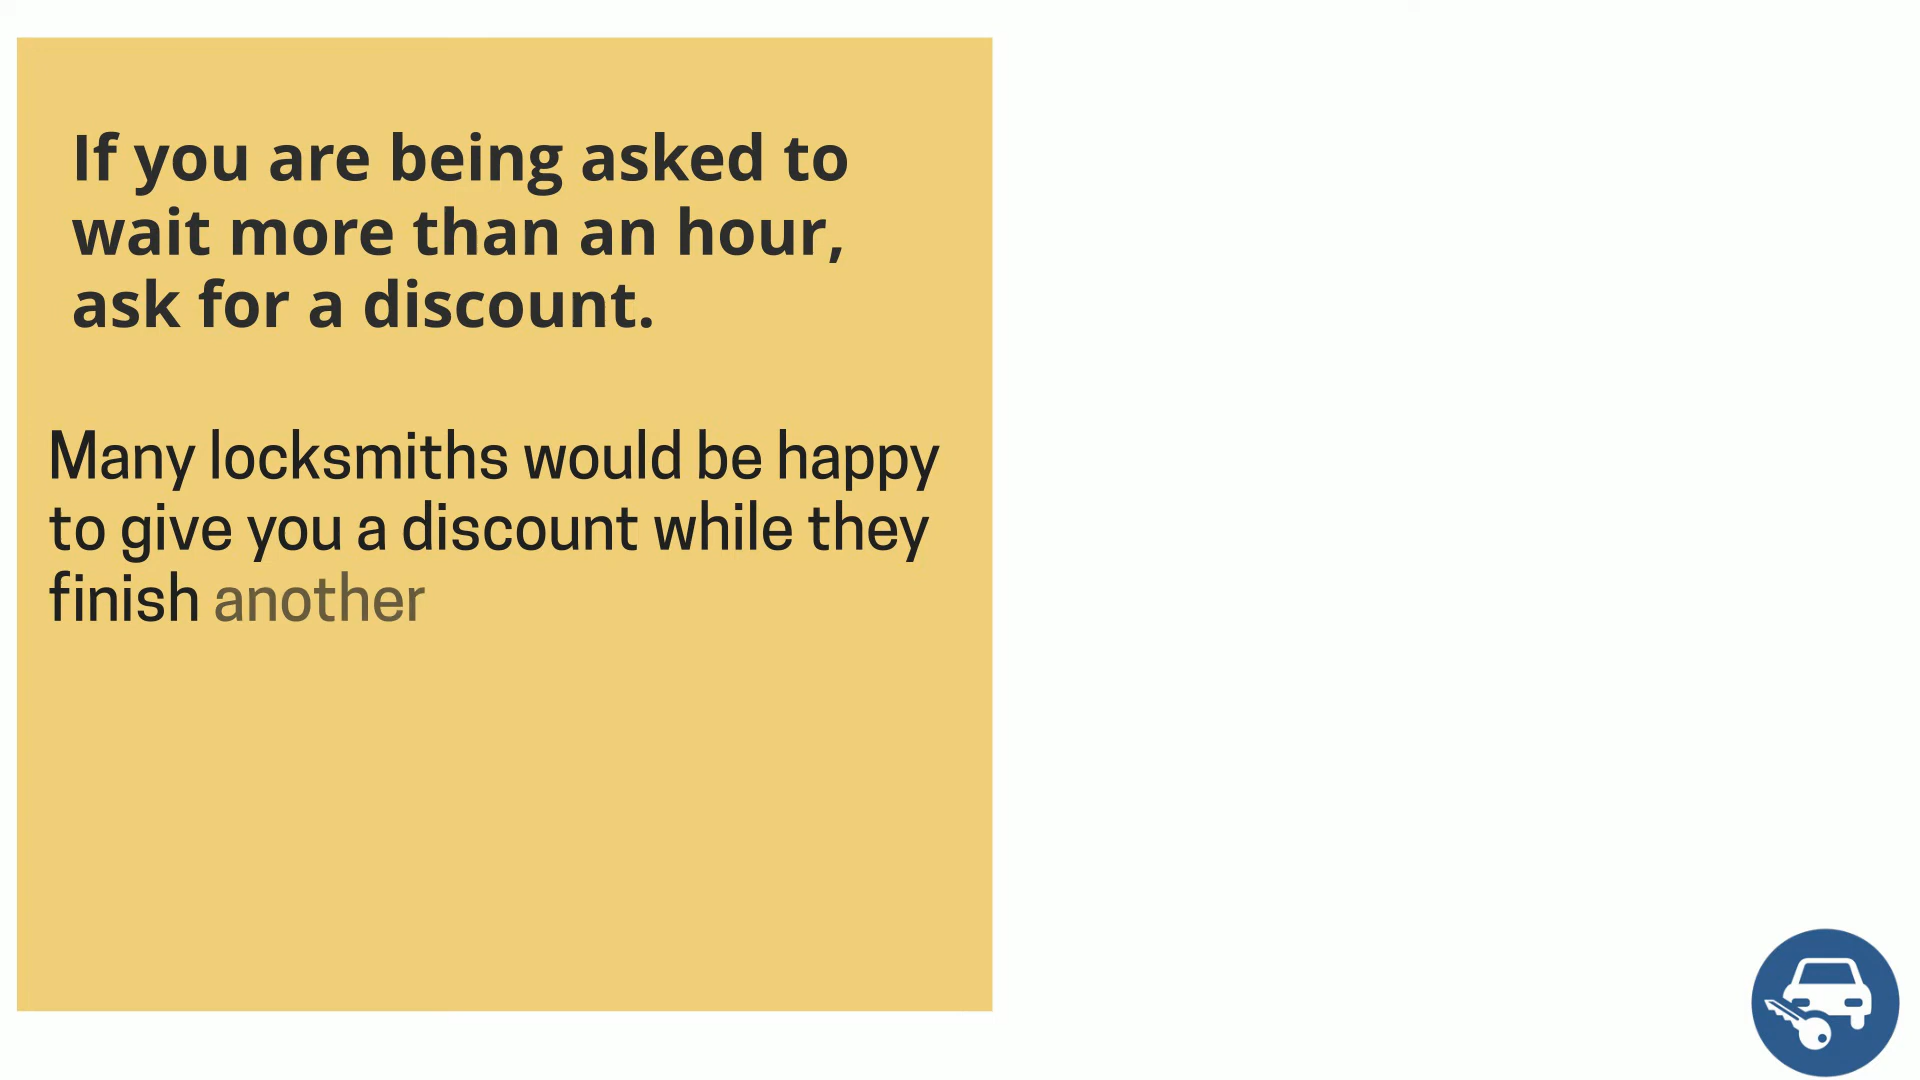 If you are being asked to
wait more than an hour,
ask for a discount.
Many locksmiths would be happy
to give you a discount while they
finish another